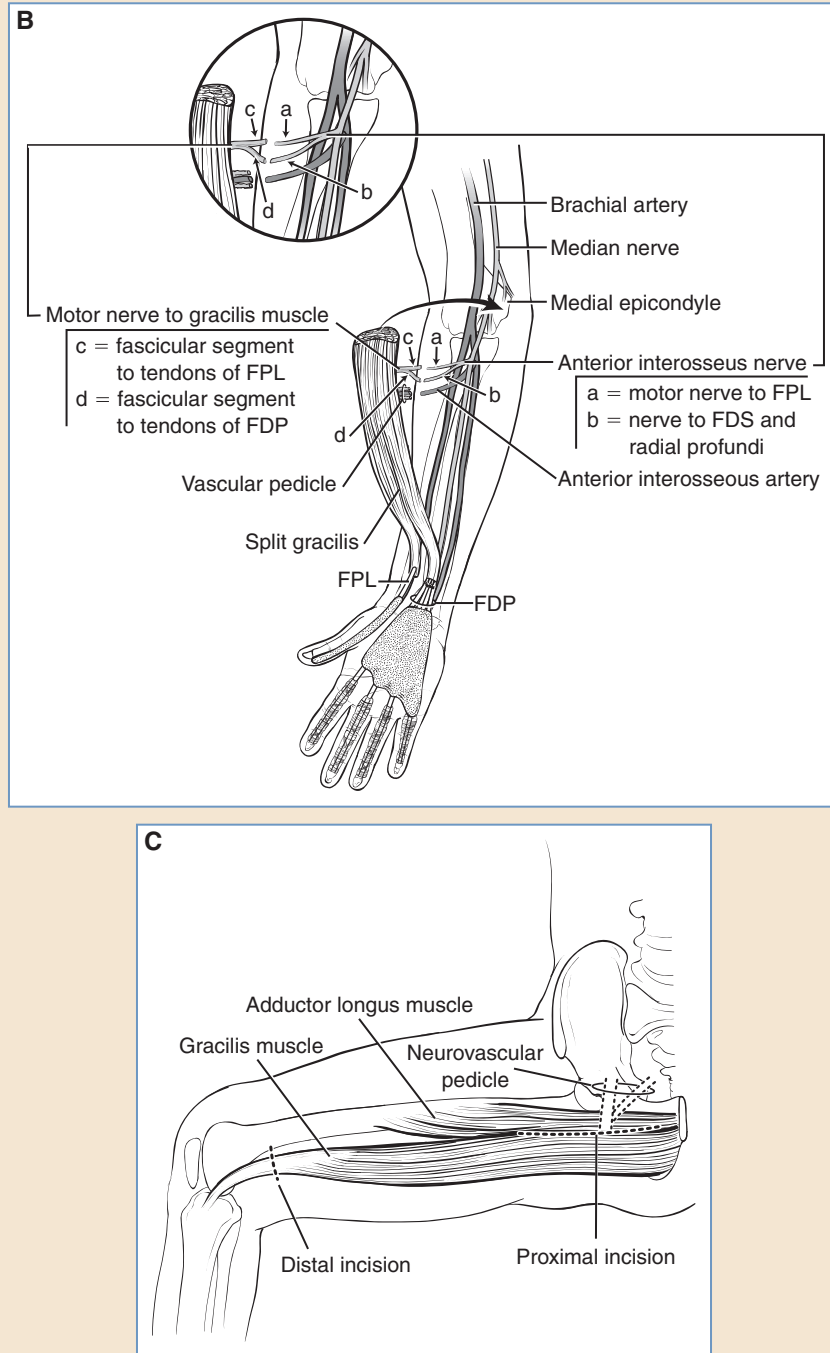 B
c
a
d
b
Brachial artery
Median nerve
Medial epicondyle
Motor nerve to gracilis muscle
c = fascicular segment
to tendons of FPL
d = fascicular segment
to tendons of FDP
c
a
b
d
Anterior interosseus nerve
a = motor nerve to FPL
b = nerve to FDS and
radial profundi
Vascular pedicle
Anterior interosseous artery
Split gracilis
FPL
FDP
C
Adductor longus muscle
Gracilis muscle
Neurovascular
pedicle
Distal incision
Proximal incision